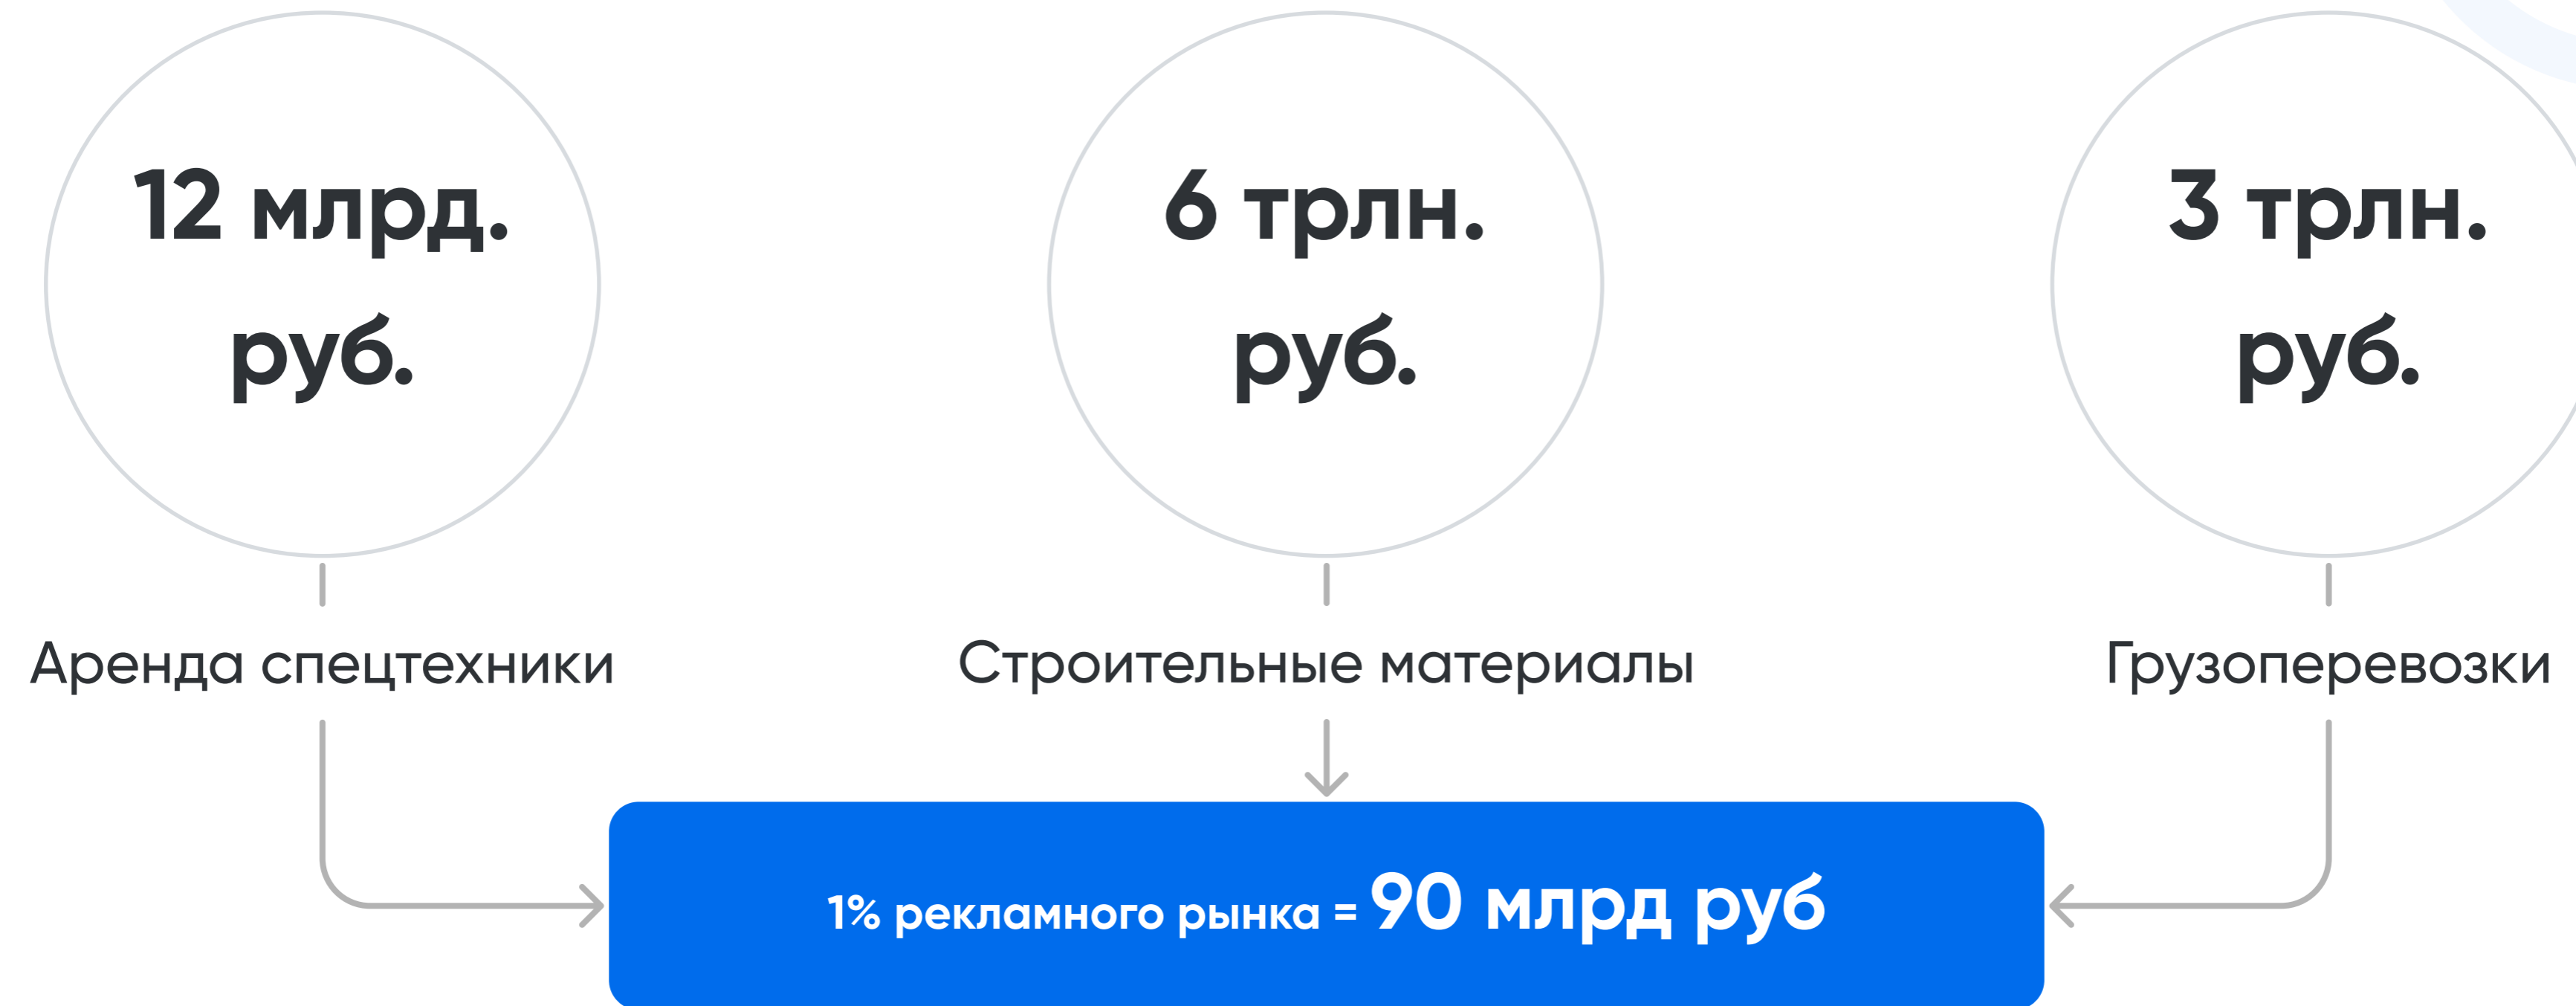 12 млрд.
руб.
Аренда спецтехники
6 трлн.
руб.
Строительные материалы
3 трлн.
руб.
Грузоперевозки
1% рекламного рынка = 90 млрд руб